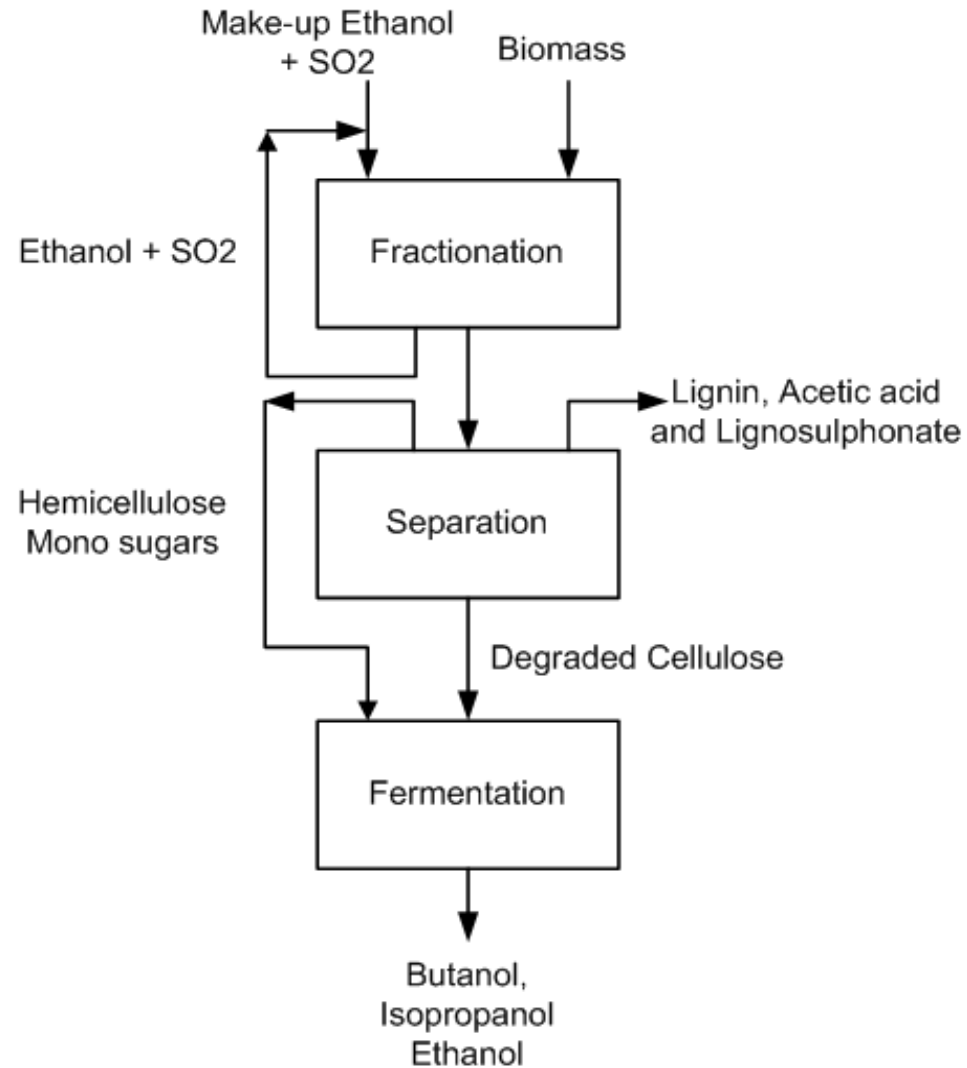 Make-up Ethanol
+ SO2
Biomass
Ethanol + SO2
Fractionation
Lignin, Acetic acid
and Lignosulphonate
Hemicellulose
Mono sugars
Separation
Degraded Cellulose
Fermentation
Butanol,
Isopropanol
Ethanol